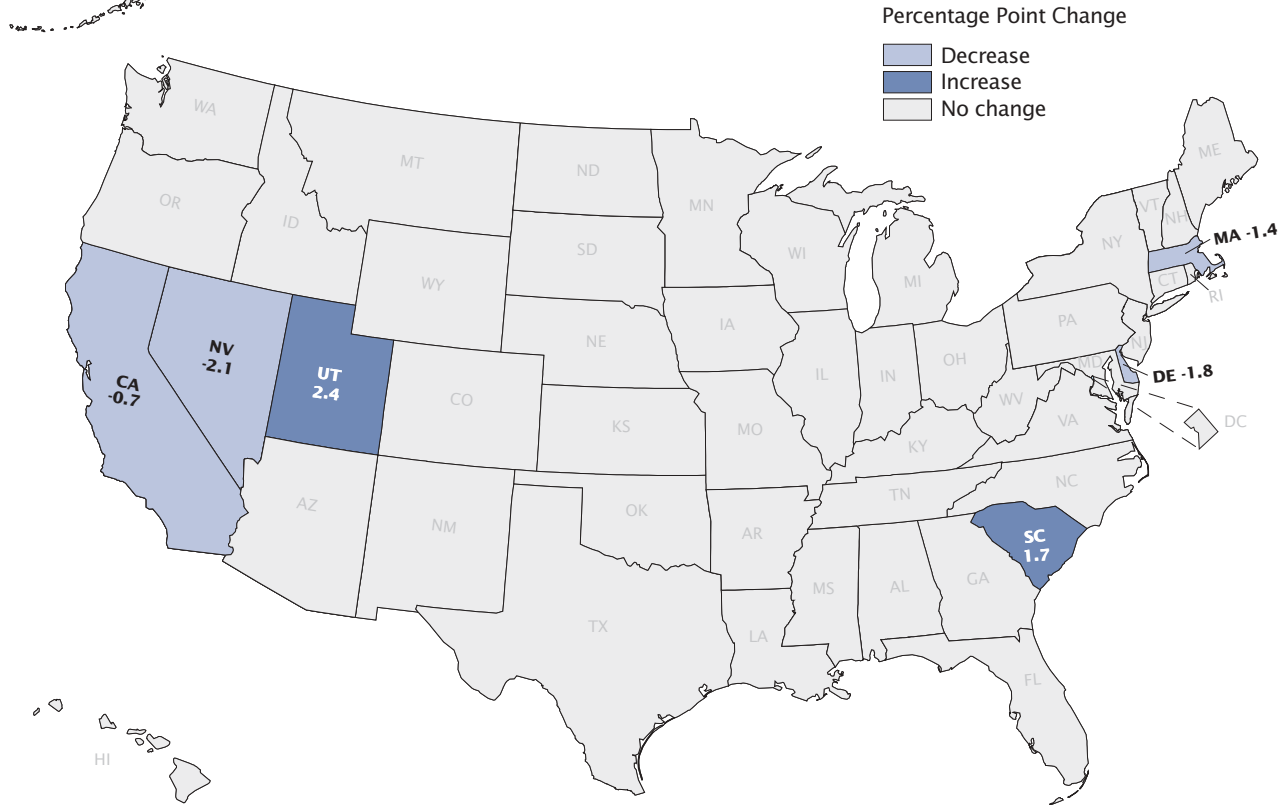 Percentage Point Change
Decrease
Increase
No change
WA
MT
ND
MN
ME
OR
ID
SD
WI
MI
VT
NH
NY
MA -1.4
WY
CT
RI
NE
IA
PA
NJ
NV
-2.1
UT
2.4
CA
-0.7
CO
IL
IN
OH
MD
DE -1.8
KS
MO
WV
VA
KY
DC
AZ
NM
OK
AR
TN
NC
SC
1.7
TX
LA
MS
AL
GA
FL
HI